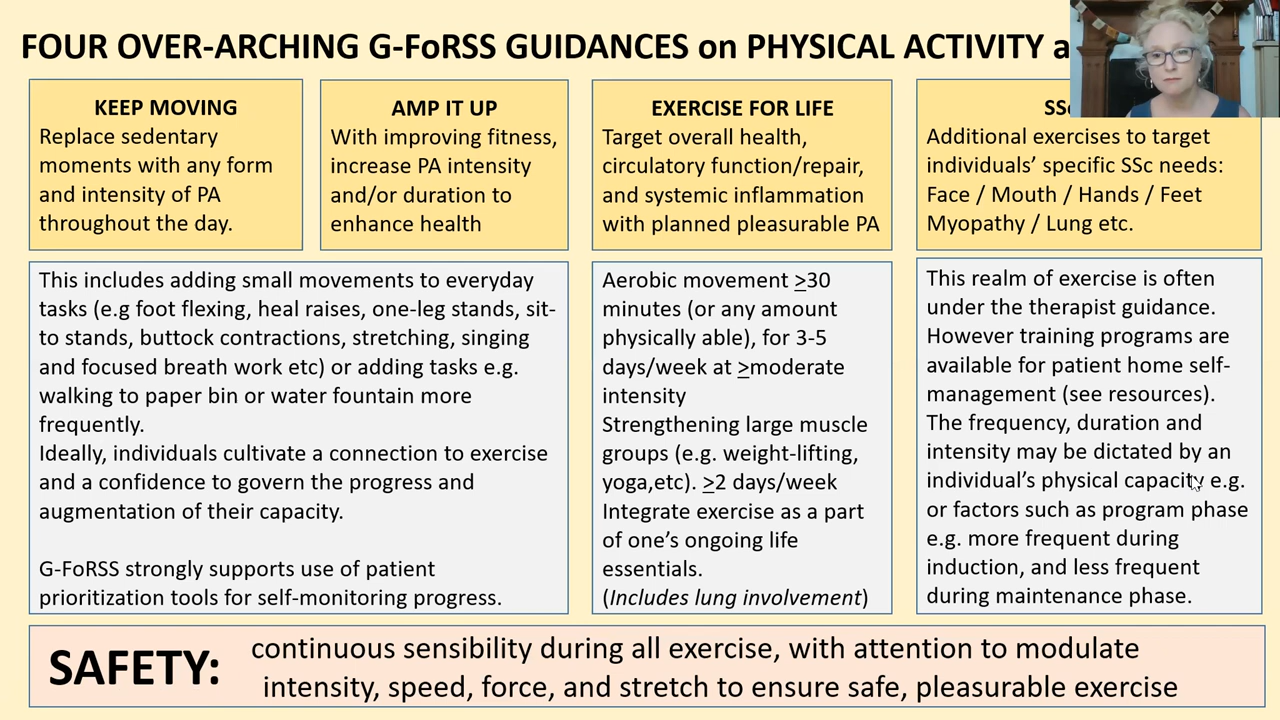 FOUR OVER-ARCHING G-FoRSS GUIDANCES on PHYSICAL ACTIVITY
KEEP MOVING
Replace sedentary
moments with any form
and intensity of PA
throughout the day.
AMP IT UP
With improving fitness,
increase PA intensity
and/or duration to
enhance health
EXERCISE FOR LIFE
Target overall health,
circulatory function/repair,
and systemic inflammation
with planned pleasurable PA
Additional exercises to target
individuals' specific SSc needs:
Face / Mouth / Hands / Feet
Myopathy / Lung etc.
This includes adding small movements to everyday
tasks (e.g foot flexing, heal raises, one-leg stands, sit-
to stands, buttock contractions, stretching, singing
and focused breath work etc) or adding tasks e.g.
walking to paper bin or water fountain more
frequently.
Ideally, individuals cultivate a connection to exercise
and a confidence to govern the progress and
augmentation of their capacity.
G-FoRSS strongly supports use of patient
prioritization tools for self-monitoring progress.
Aerobic movement >30
minutes (or any amount
physically able), for 3-5
days/week at >moderate
intensity
Strengthening large muscle
groups (e.g. weight-lifting,
yoga,etc). >2 days/week
Integrate exercise as a part
of one's ongoing life
essentials.
(Includes lung involvement)
This realm of exercise is often
under the therapist guidance.
However training programs are
available for patient home self-
management (see resources).
The frequency, duration and
intensity may be dictated by an
individual's physical capacity e.g.
or factors such as program phase
e.g. more frequent during
induction, and less frequent
during maintenance phase.
SAFETY:
continuous sensibility during all exercise, with attention to modulate
intensity, speed, force, and stretch to ensure safe, pleasurable exercise